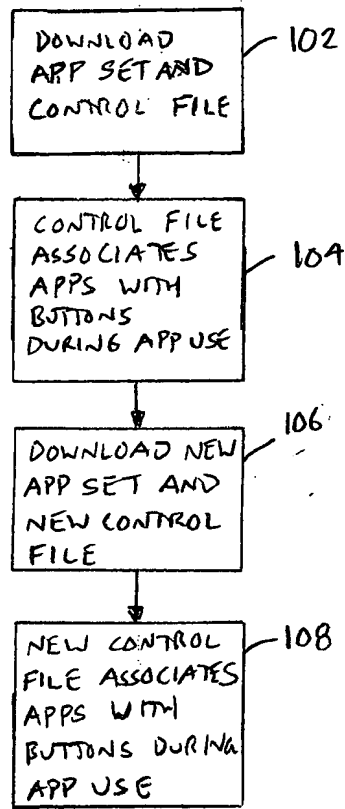 DOWNLOAD
APP SET AND
CONTROL FILE
102
CONTROL FILE
ASSOCIATES
APPS WITH
BUTTONS
DURING APP USE
104
DOWNLOAD NEW
APP SET AND
NEW CONTROL
FILE
106
NEW CONTROL
FILE ASSOCIATES
APPS WITH
BUTTONS DURING
APP USE
108